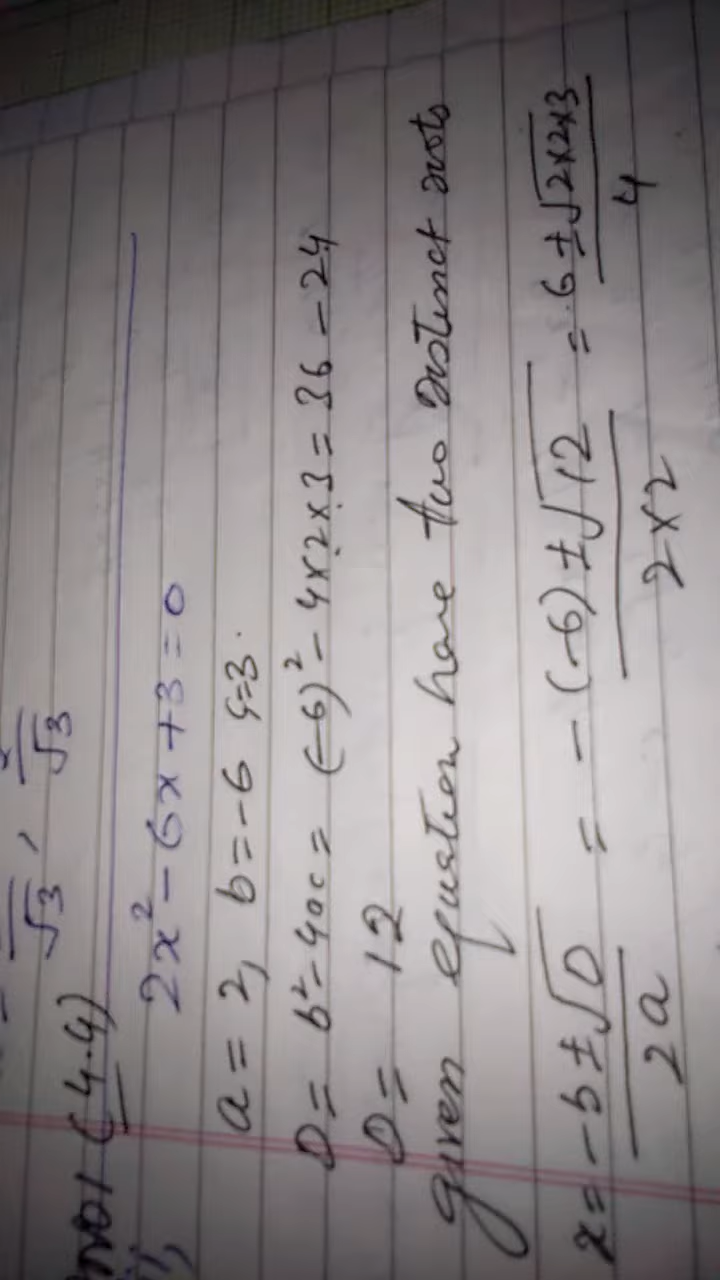 √3 , √3
(4.4)
2x² - 6x + 3 = 0
a = 2, b = -6 c=3.
D = b² - 4ac = (-6)² - 4×2×3 = 36 - 24
D = 12
given equation have two distinct roots
x = -b ± √D / 2a = -(-6) ± √12 / 2×2 = 6 ± √2×2×3 / 4